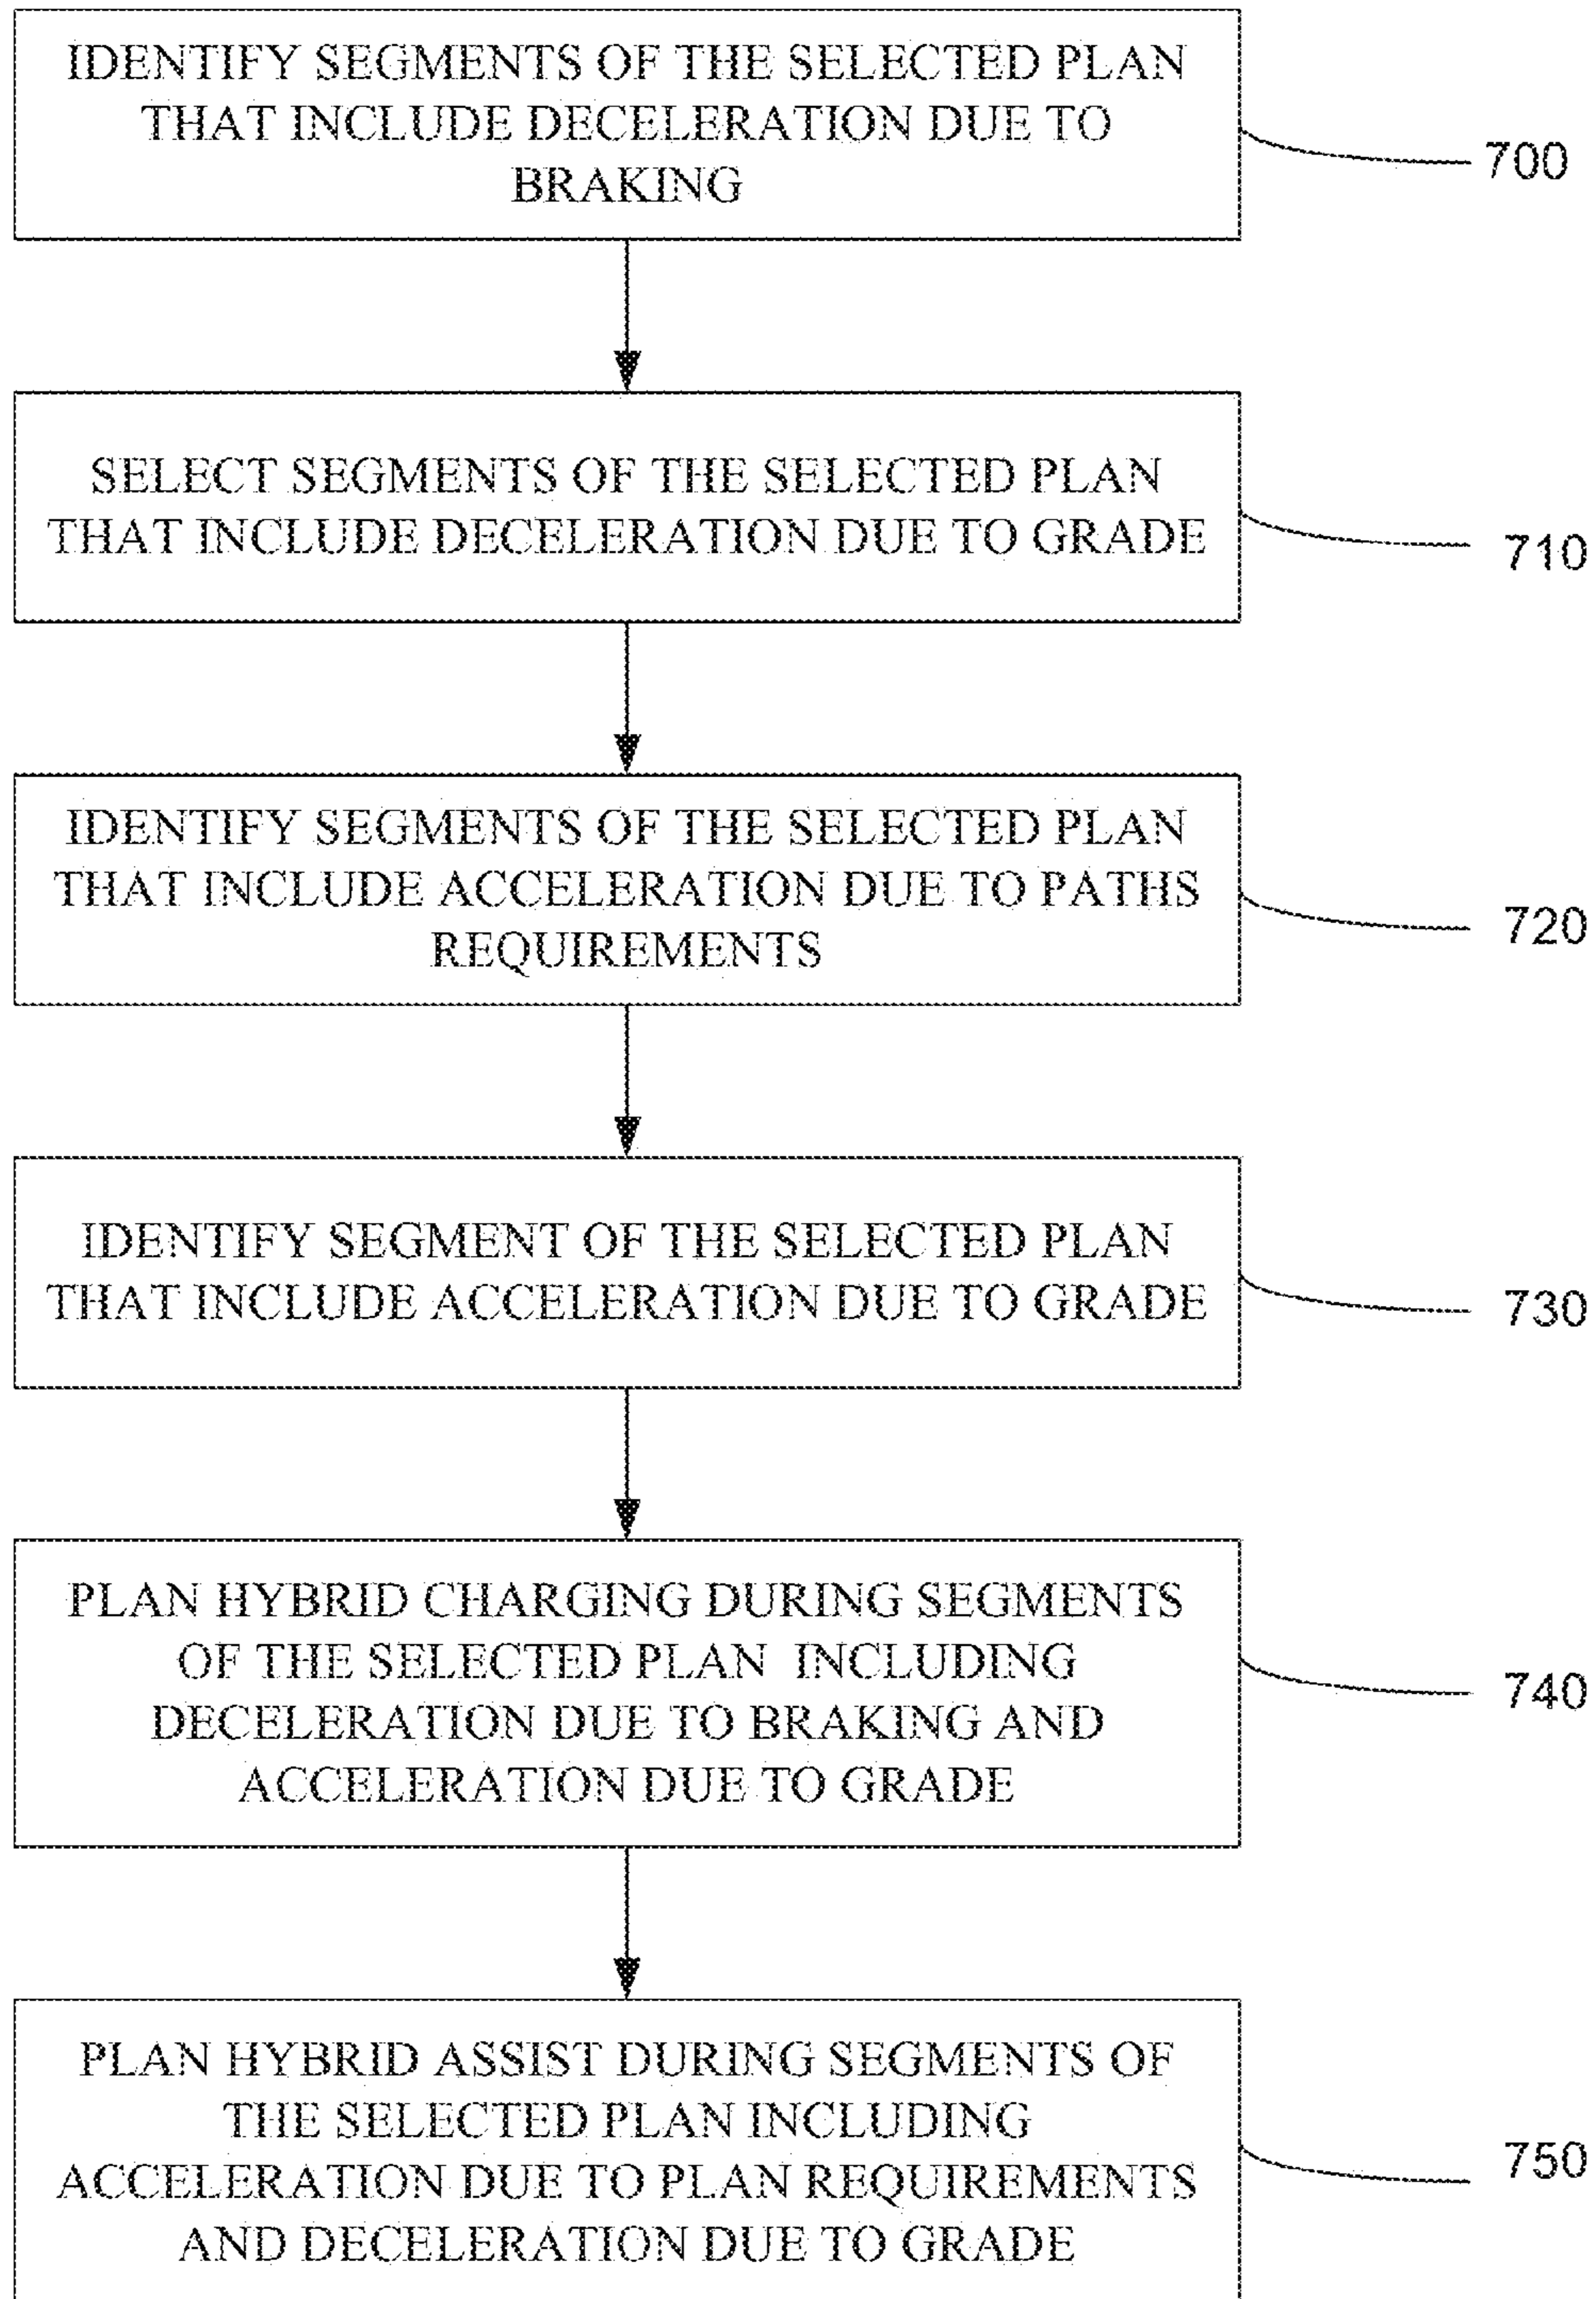 IDENTIFY SEGMENTS OF THE SELECTED PLAN
THAT INCLUDE DECELERATION DUE TO
BRAKING
700
SELECT SEGMENTS OF THE SELECTED PLAN
THAT INCLUDE DECELERATION DUE TO GRADE
710
IDENTIFY SEGMENTS OF THE SELECTED PLAN
THAT INCLUDE ACCELERATION DUE TO PATHS
REQUIREMENTS
720
IDENTIFY SEGMENT OF THE SELECTED PLAN
THAT INCLUDE ACCELERATION DUE TO GRADE
730
PLAN HYBRID CHARGING DURING SEGMENTS
OF THE SELECTED PLAN INCLUDING
DECELERATION DUE TO BRAKING AND
ACCELERATION DUE TO GRADE
740
PLAN HYBRID ASSIST DURING SEGMENTS OF
THE SELECTED PLAN INCLUDING
ACCELERATION DUE TO PLAN REQUIREMENTS
AND DECELERATION DUE TO GRADE
750